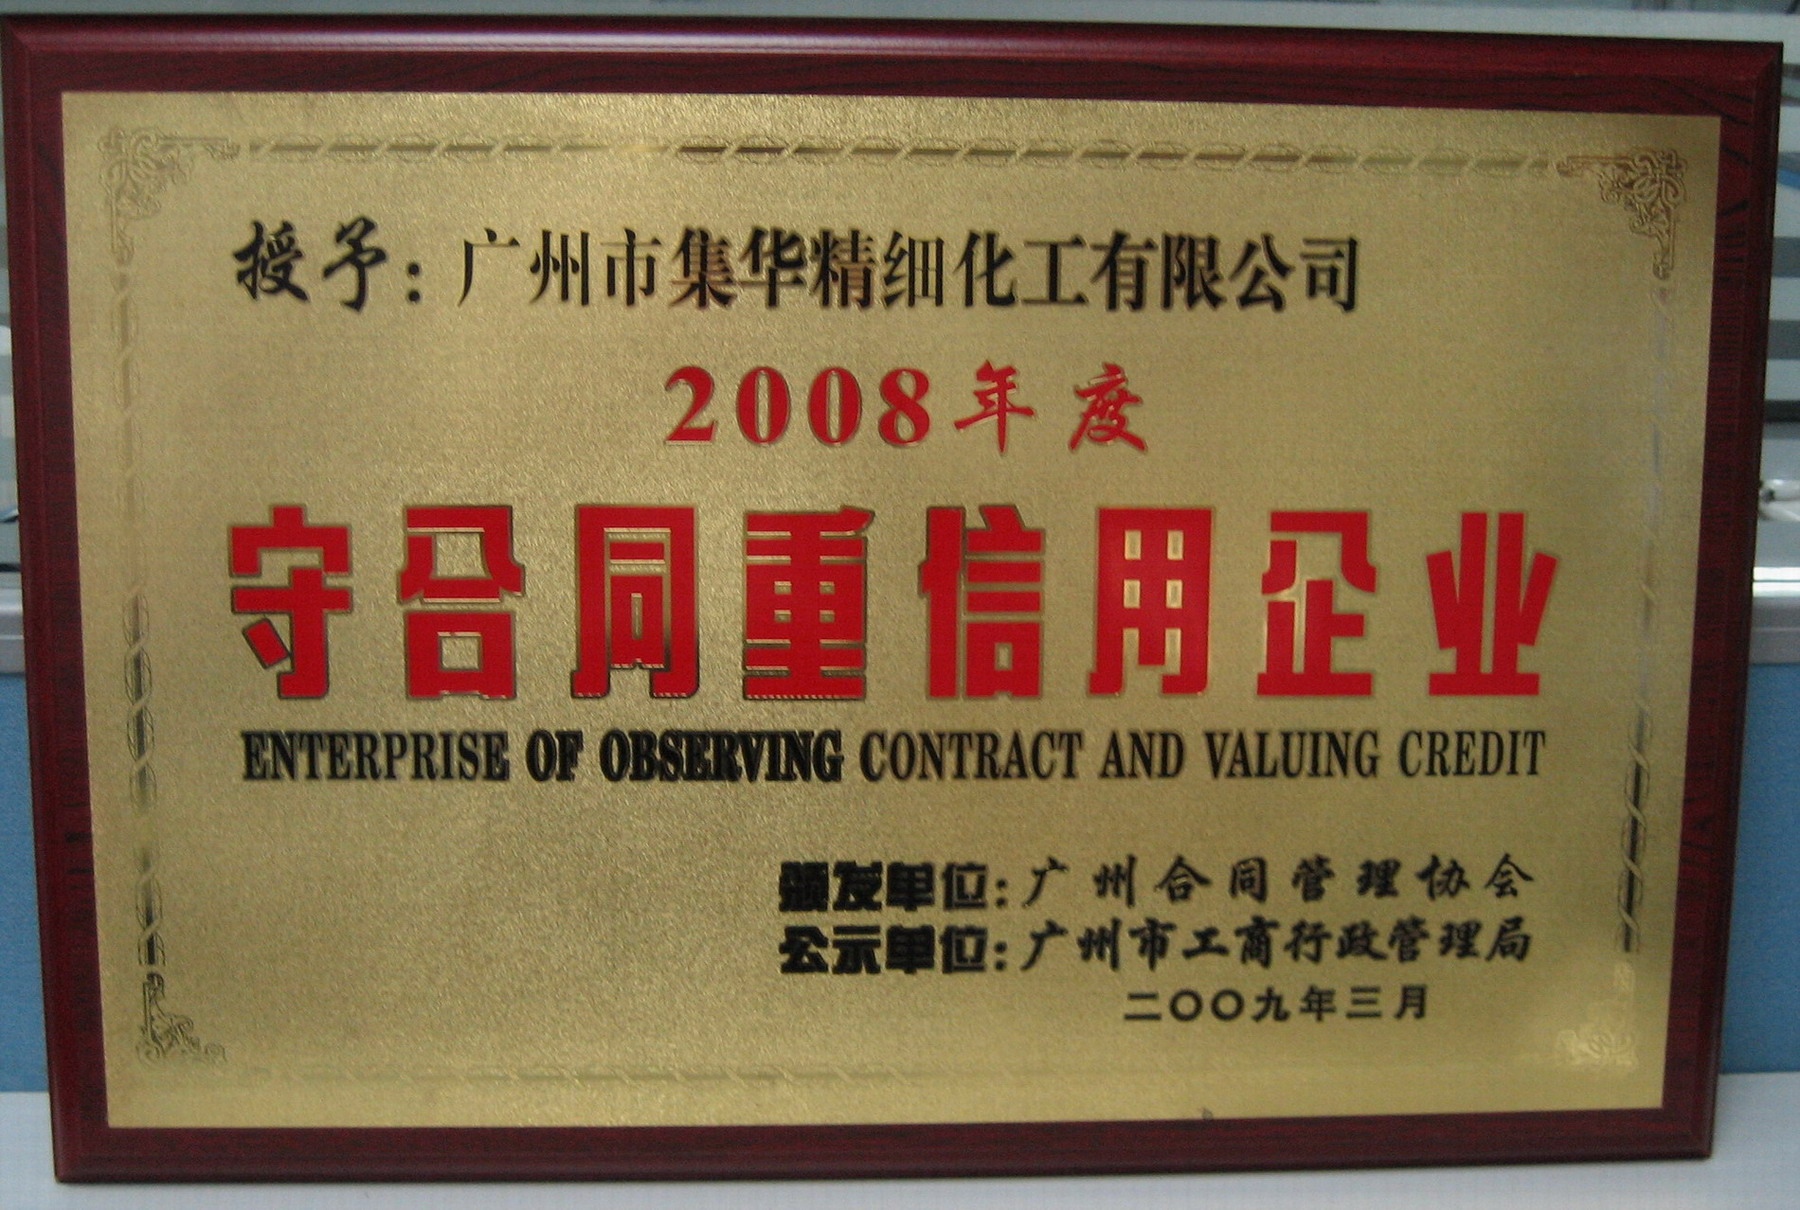 授予：广州市集华精细化工有限公司
2008年度
守合同重信用企业
ENTERPRISE OF OBSERVING CONTRACT AND VALUING CREDIT
颁发单位：广州合同管理协会
公示单位：广州市工商行政管理局
二〇〇九年三月